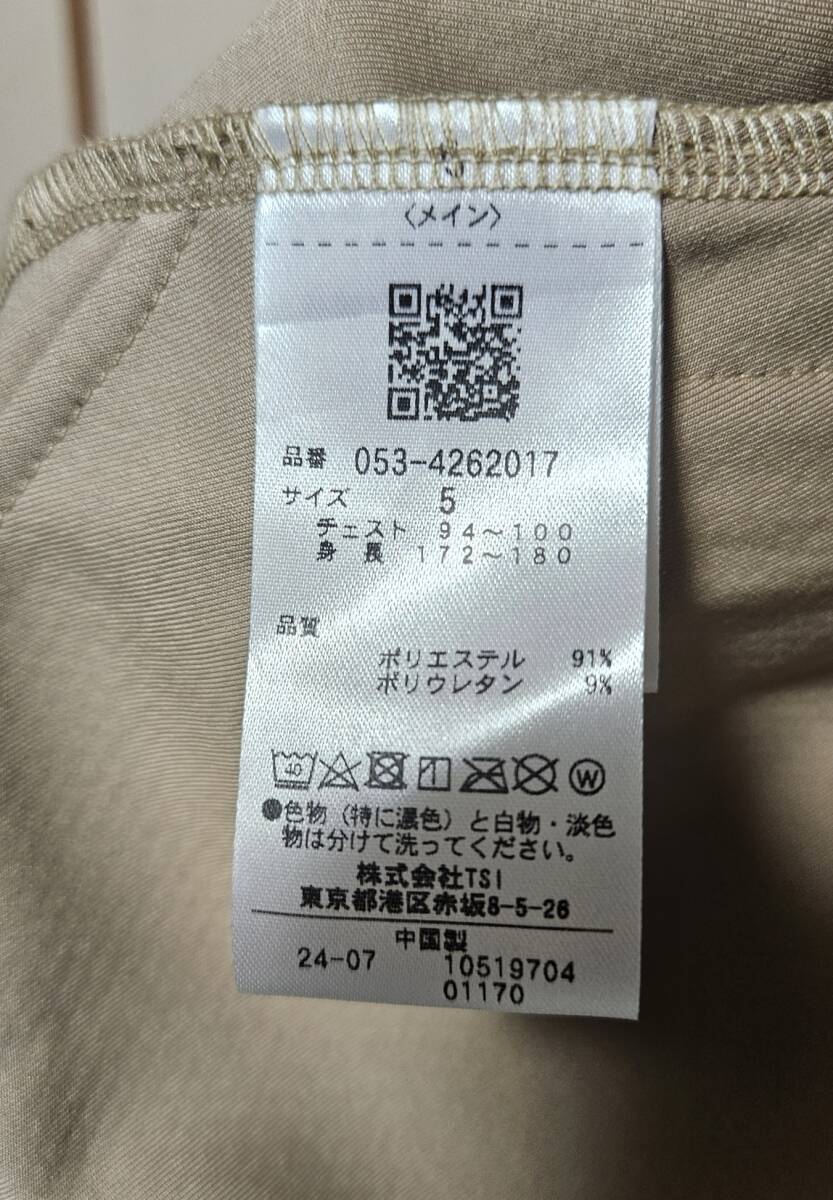 〈メイン〉
品番 053-4262017
サイズ 5
チェスト 94~100
身 長 172~180
品質
ポリエステル 91%
ポリウレタン 9%
40 W
●色物(特に濃色)と白物・淡色
物は分けて洗ってください。
株式会社TSI
東京都港区赤坂8-5-26
中国製
24-07 10519704
01170